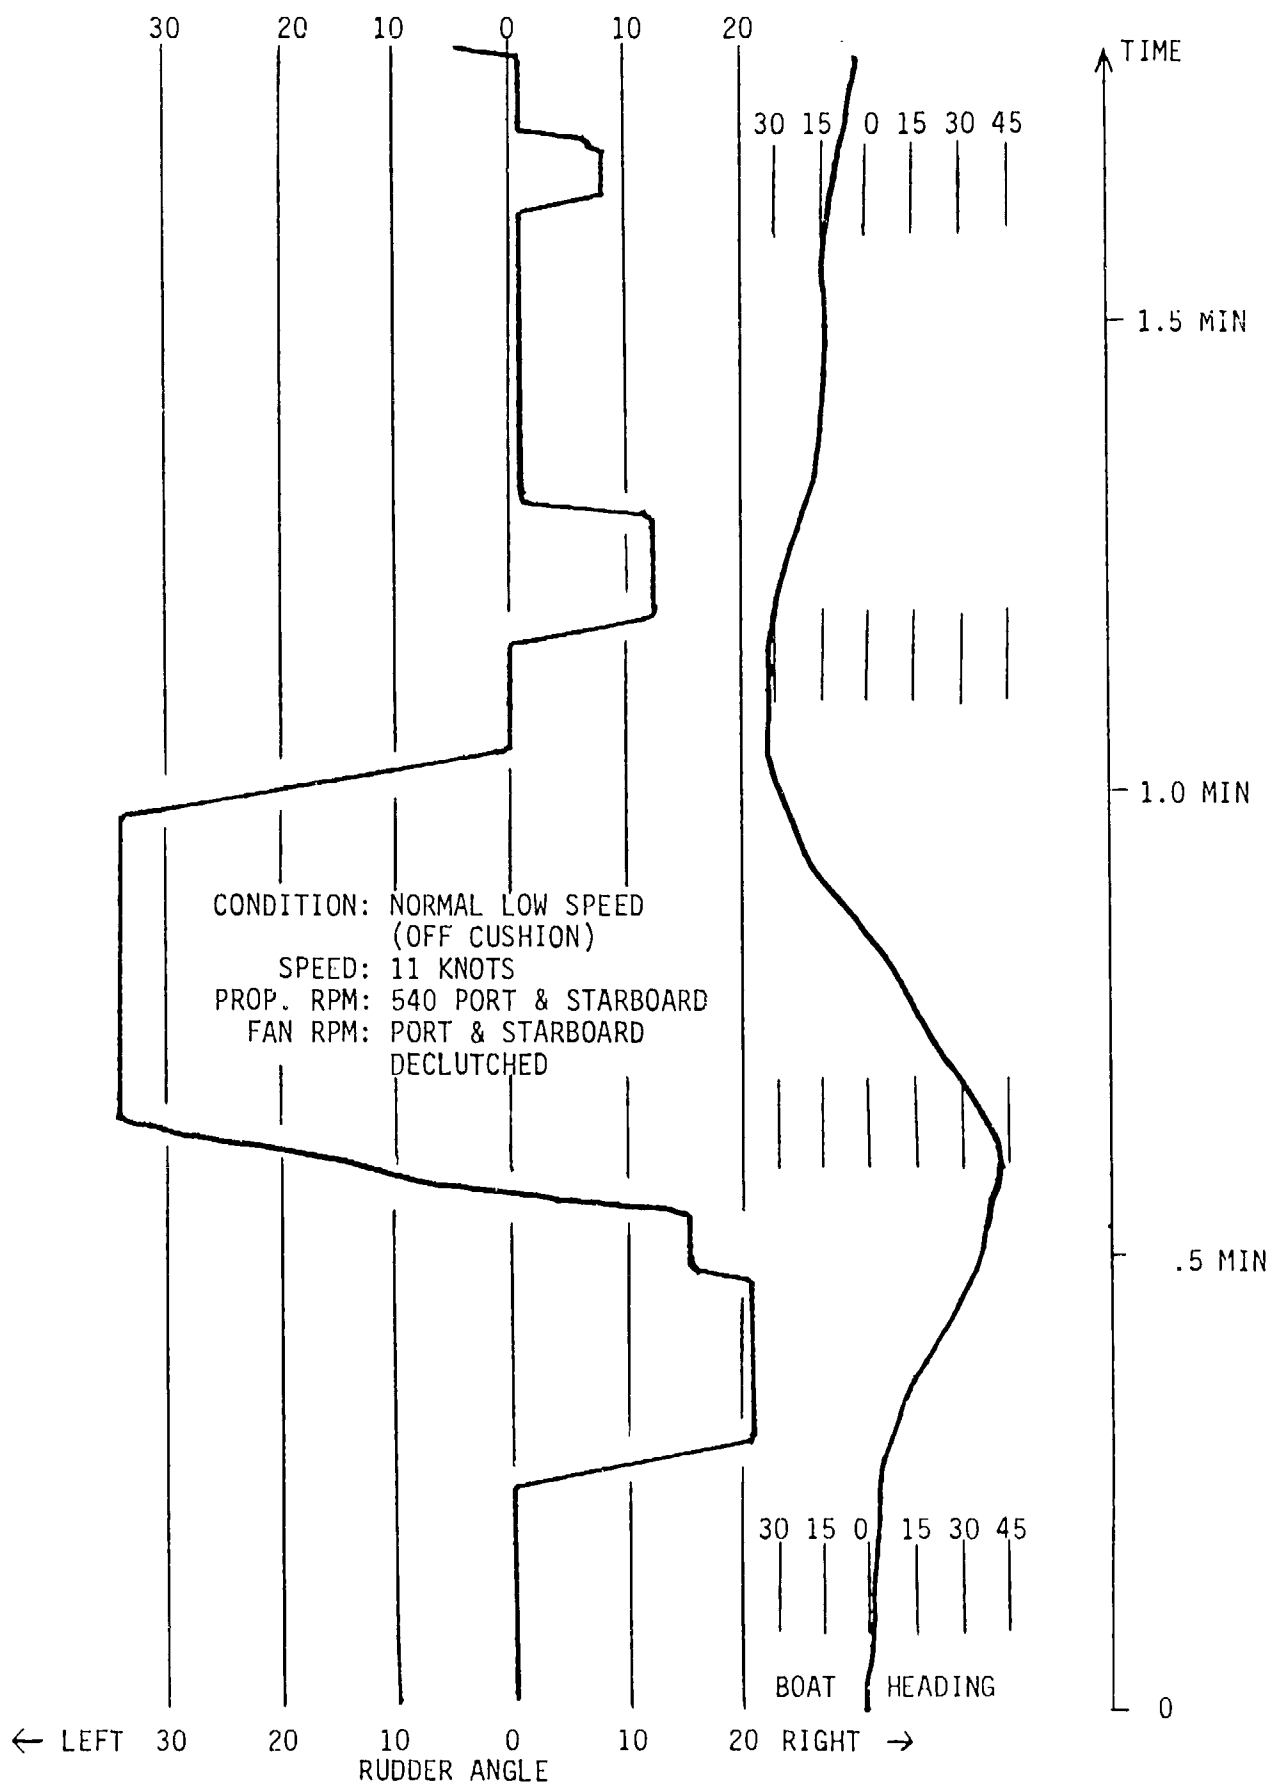 30 20 10 0 10 20
TIME
30 15 0 15 30 45
1.5 MIN
1.0 MIN
CONDITION: NORMAL LOW SPEED
(OFF CUSHION)
SPEED: 11 KNOTS
PROP. RPM: 540 PORT & STARBOARD
FAN RPM: PORT & STARBOARD
DECLUTCHED
.5 MIN
30 15 0 15 30 45
BOAT HEADING
0
← LEFT 30 20 10 0 10 20 RIGHT →
RUDDER ANGLE